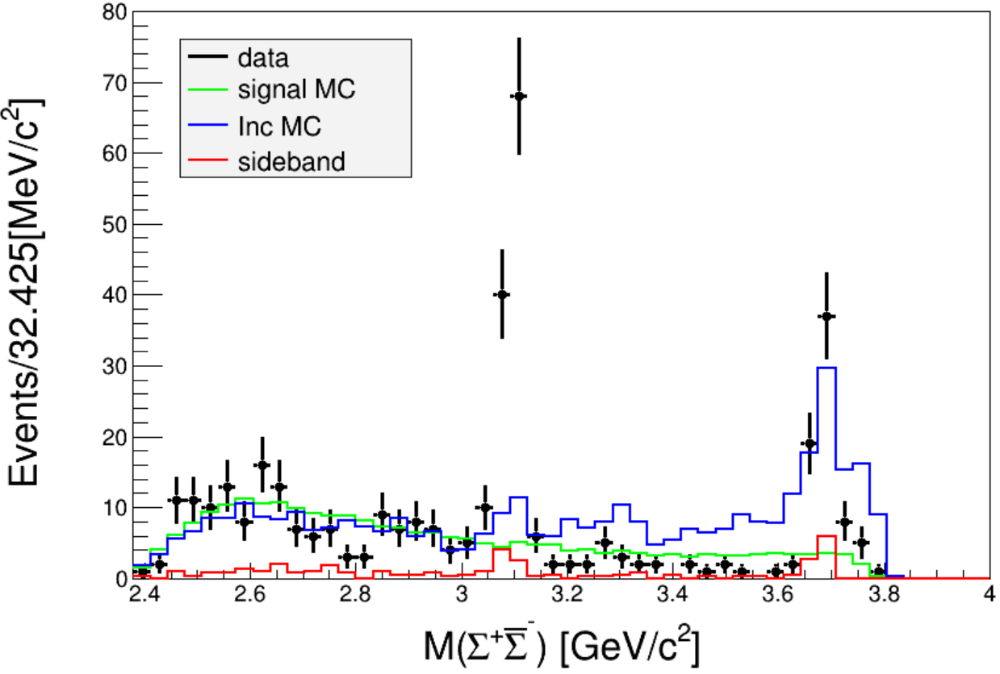 80
70
60
50
40
30
20
10
0
Events/32.425[MeV/c²]
data
signal MC
Inc MC
sideband
2.4 2.6 2.8 3 3.2 3.4 3.6 3.8 4
M(Σ⁺Σ̅⁻) [GeV/c²]